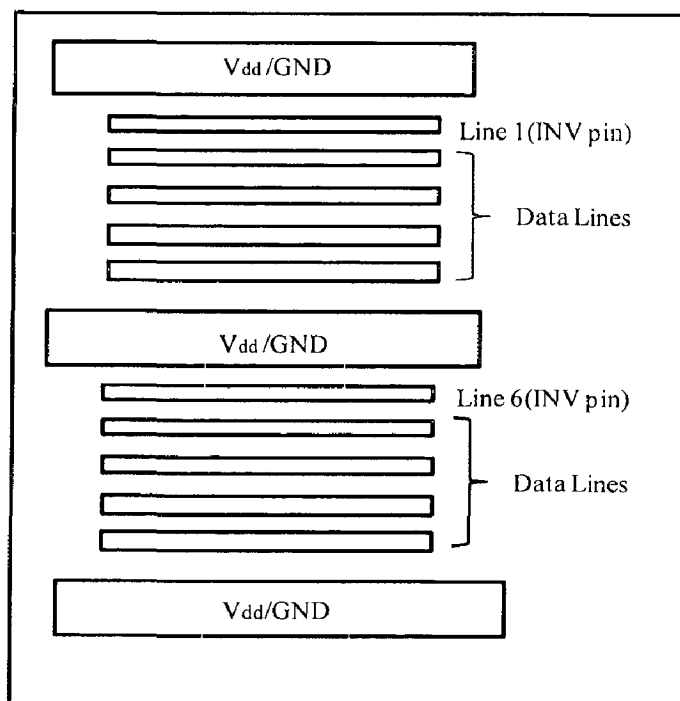 Vdd/GND
Line 1(INV pin)
Data Lines
Vdd/GND
Line 6(INV pin)
Data Lines
Vdd/GND